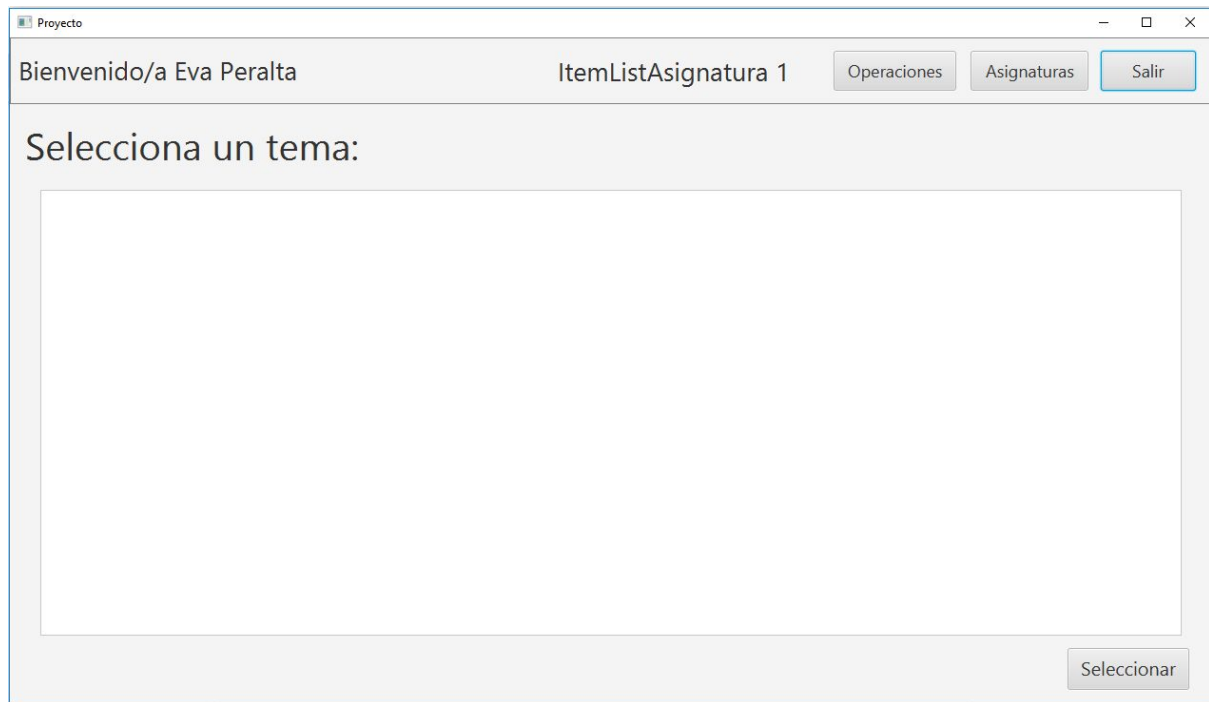 Proyecto
Bienvenido/a Eva Peralta ItemListAsignatura 1 Operaciones Asignaturas Salir
Selecciona un tema:
Seleccionar